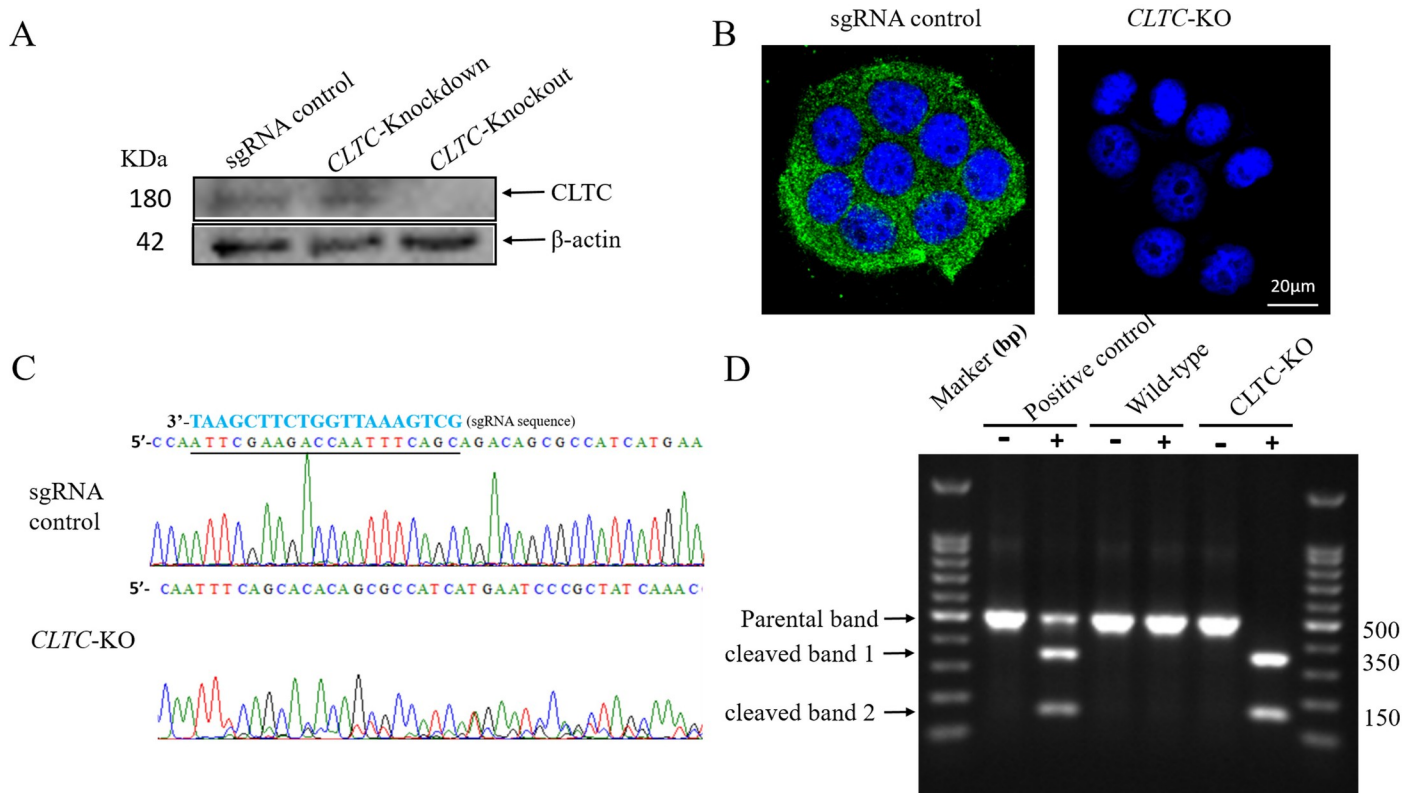 A
KDa
sgRNA control
CLTC-Knockdown
CLTC-Knockout
180
CLTC
42
β-actin
B
sgRNA control
CLTC-KO
20μm
C
3’-TAAGCTTCTGGTTAAAGTCG (sgRNA sequence)
5’-CCAATTCGAAGACCAATTTCAGCAGACAGCGCCATCATGAA
sgRNA
control
5’- CAATTTCAGCACACAGCGCCATCATGAATCCCGCTATCAAAC
CLTC-KO
D
Marker (bp)
Positive control
Wild-type
CLTC-KO
- + - + - +
Parental band
cleaved band 1
cleaved band 2
500
350
150